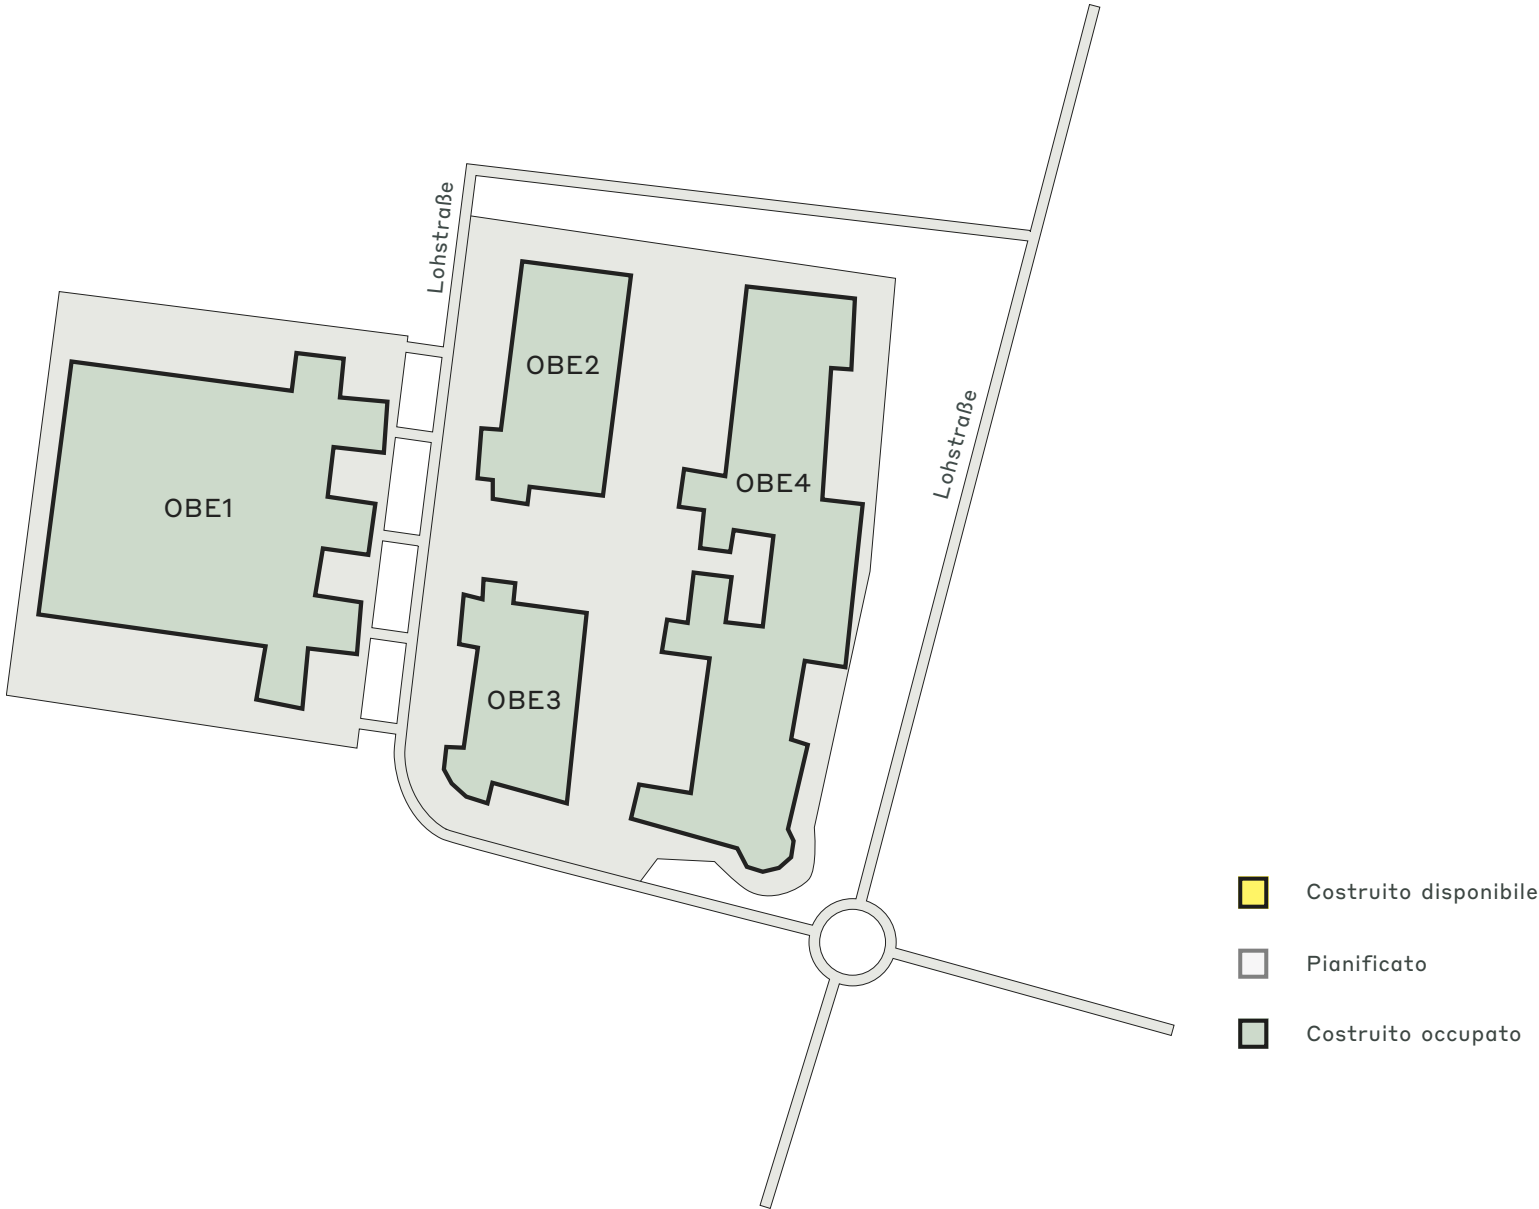 Lohstraße
OBE2
OBE4
Lohstraße
OBE1
OBE3
Costruito disponibile
Pianificato
Costruito occupato